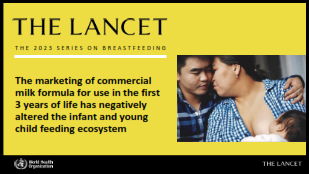 THE LANCET
THE 2023 SERIES ON BREASTFEEDING
The marketing of commercial
milk formula for use in the first
3 years of life has negatively
altered the infant and young
child feeding ecosystem
World Health
Organization
THE LANCET